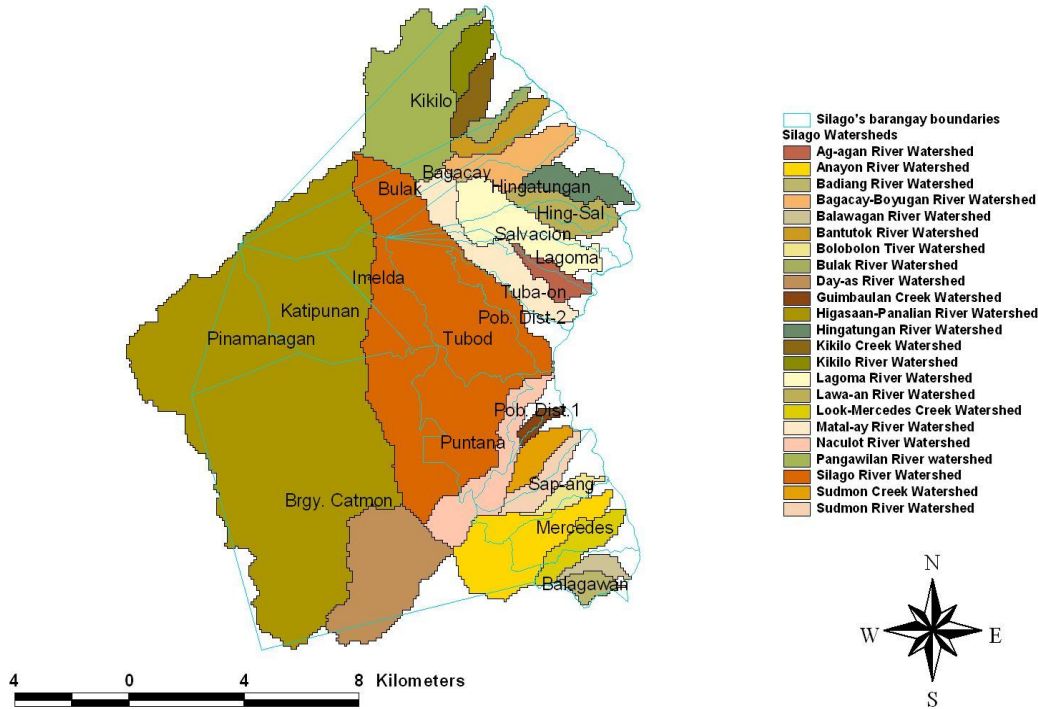 Kikilo
Bagacay
Bulak
Hingatungan
Hing-Sal
Salvacion
Lagoma
Imelda
Tuba-on
Katipunan
Pob. Dist-2
Pinamanagan
Tubod
Pob. Dist.1
Puntana
Sap-ang
Brgy. Catmon
Mercedes
Balagawan
Silago's barangay boundaries
Silago Watersheds
Ag-agan River Watershed
Anayon River Watershed
Badiang River Watershed
Bagacay-Boyugan River Watershed
Balawagan River Watershed
Bantutok River Watershed
Bolobolon Tiver Watershed
Bulak River Watershed
Day-as River Watershed
Guimbaulan Creek Watershed
Higasaan-Panalian River Watershed
Hingatungan River Watershed
Kikilo Creek Watershed
Kikilo River Watershed
Lagoma River Watershed
Lawa-an River Watershed
Look-Mercedes Creek Watershed
Matal-ay River Watershed
Naculot River Watershed
Pangawilan River watershed
Silago River Watershed
Sudmon Creek Watershed
Sudmon River Watershed
N
W E
S
4 0 4 8 Kilometers